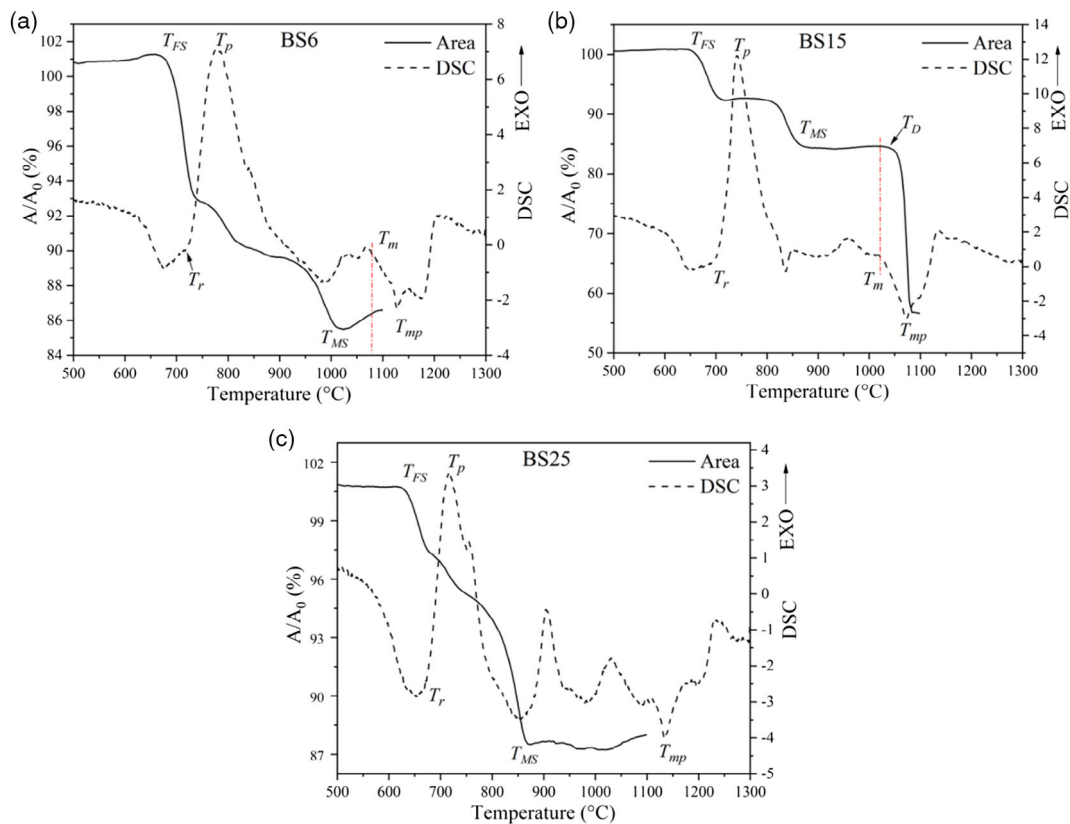 (a)
BS6
Area
DSC
T_FS
T_p
T_r
T_MS
T_m
T_mp
A/A0 (%)
102
100
98
96
94
92
90
88
86
84
8
6
4
2
0
-2
-4
EXO
DSC
500 600 700 800 900 1000 1100 1200 1300
Temperature (°C)
(b)
BS15
Area
DSC
T_FS
T_p
T_MS
T_D
T_r
T_m
T_mp
A/A0 (%)
100
90
80
70
60
50
14
12
10
8
6
4
2
0
-2
-4
EXO
DSC
500 600 700 800 900 1000 1100 1200 1300
Temperature (°C)
(c)
BS25
Area
DSC
T_FS
T_p
T_r
T_MS
T_mp
A/A0 (%)
102
99
96
93
90
87
4
3
2
1
0
-1
-2
-3
-4
-5
EXO
DSC
500 600 700 800 900 1000 1100 1200 1300
Temperature (°C)